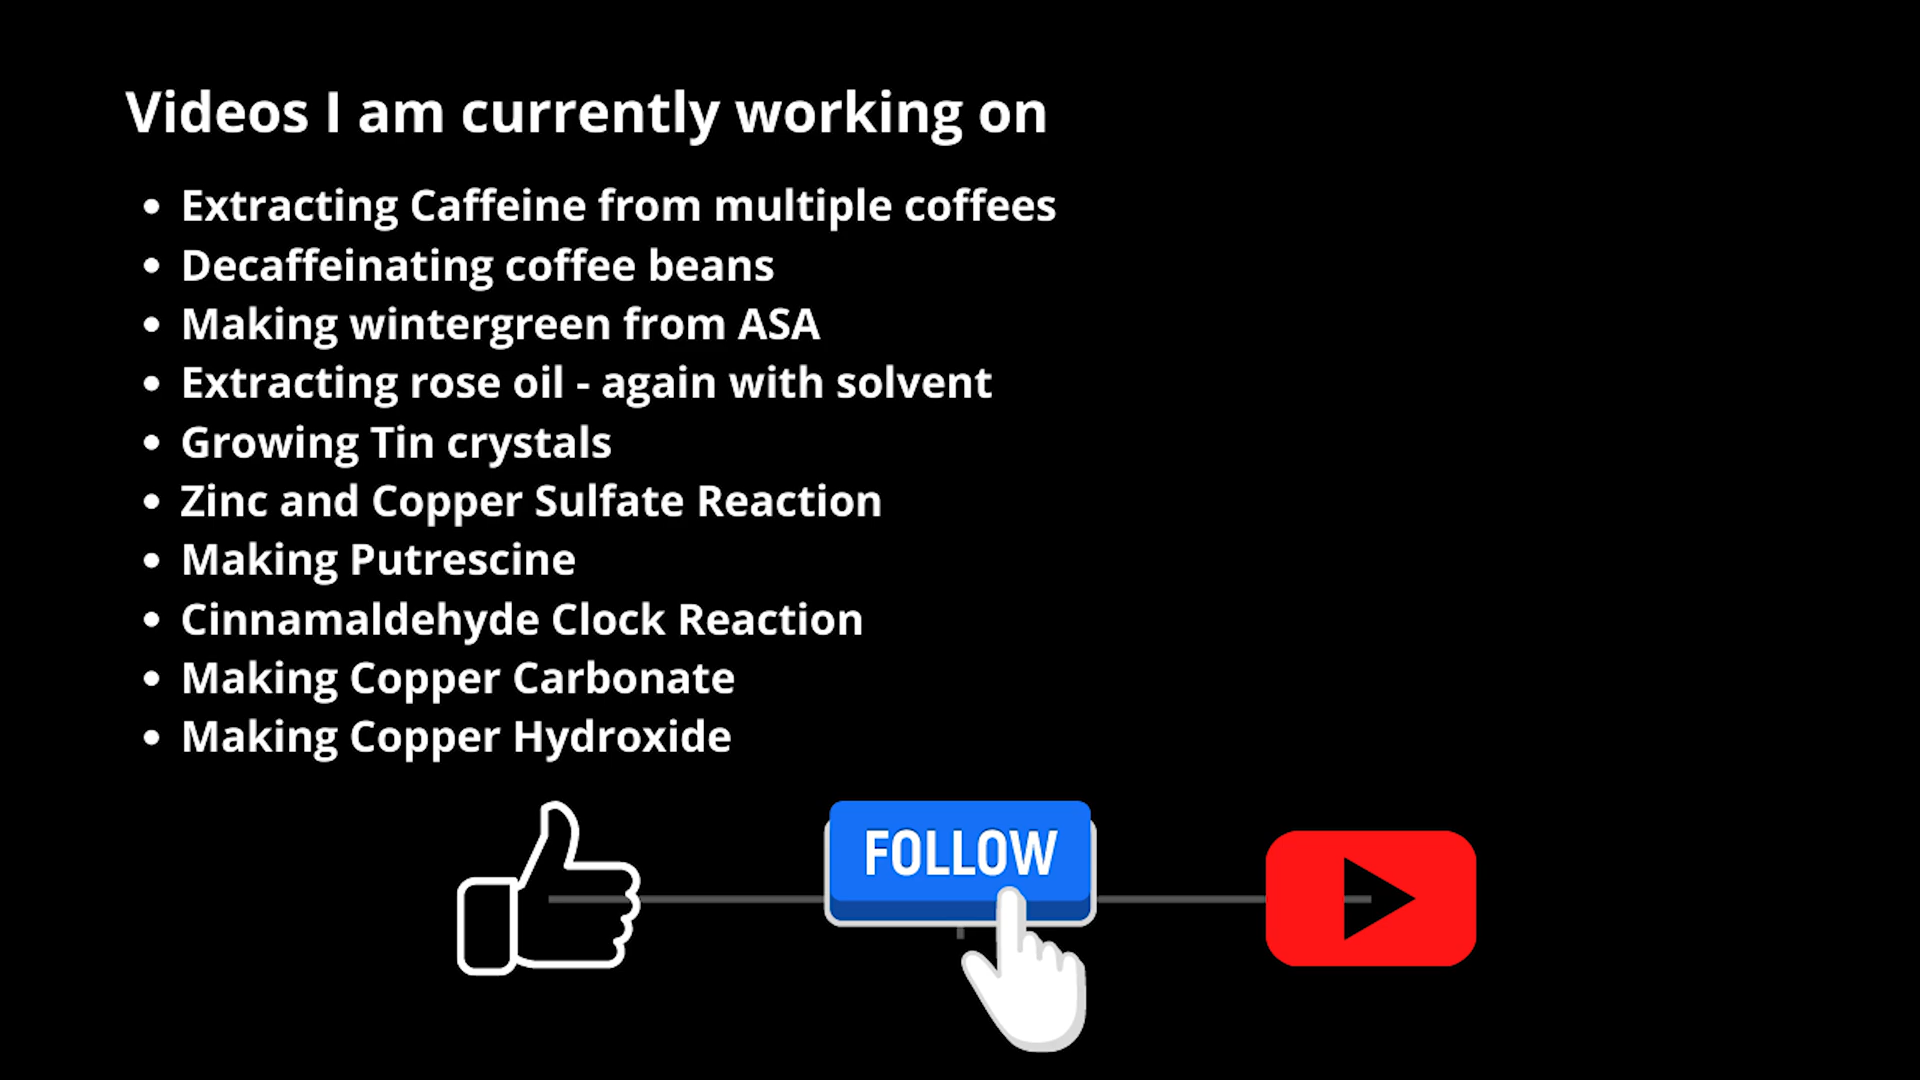 Videos I am currently working on
• Extracting Caffeine from multiple coffees
• Decaffeinating coffee beans
• Making wintergreen from ASA
• Extracting rose oil - again with solvent
• Growing Tin crystals
• Zinc and Copper Sulfate Reaction
• Making Putrescine
• Cinnamaldehyde Clock Reaction
• Making Copper Carbonate
• Making Copper Hydroxide
FOLLOW